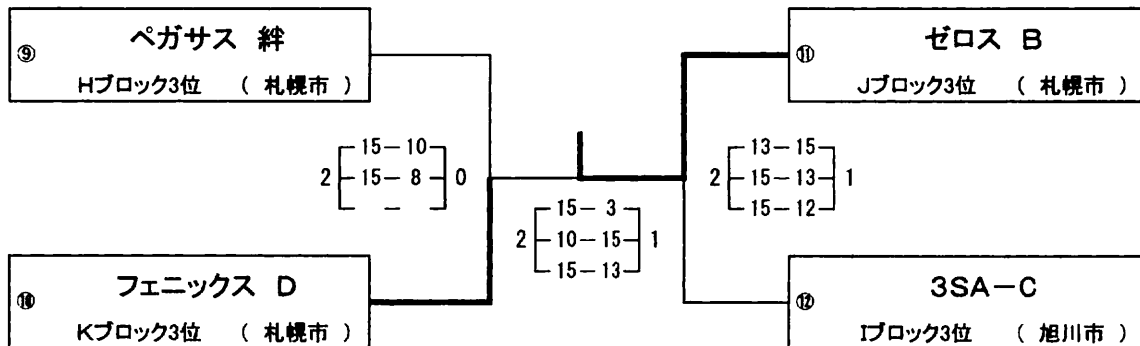 ⑨ ペガサス 絆
Hブロック3位 ( 札幌市 )
⑪ ゼロス B
Jブロック3位 ( 札幌市 )
15-10
2 15- 8 0
- 
13-15
2 15-13 1
15-12
15- 3
2 10-15 1
15-13
⑩ フェニックス D
Kブロック3位 ( 札幌市 )
⑫ 3SA-C
Iブロック3位 ( 旭川市 )